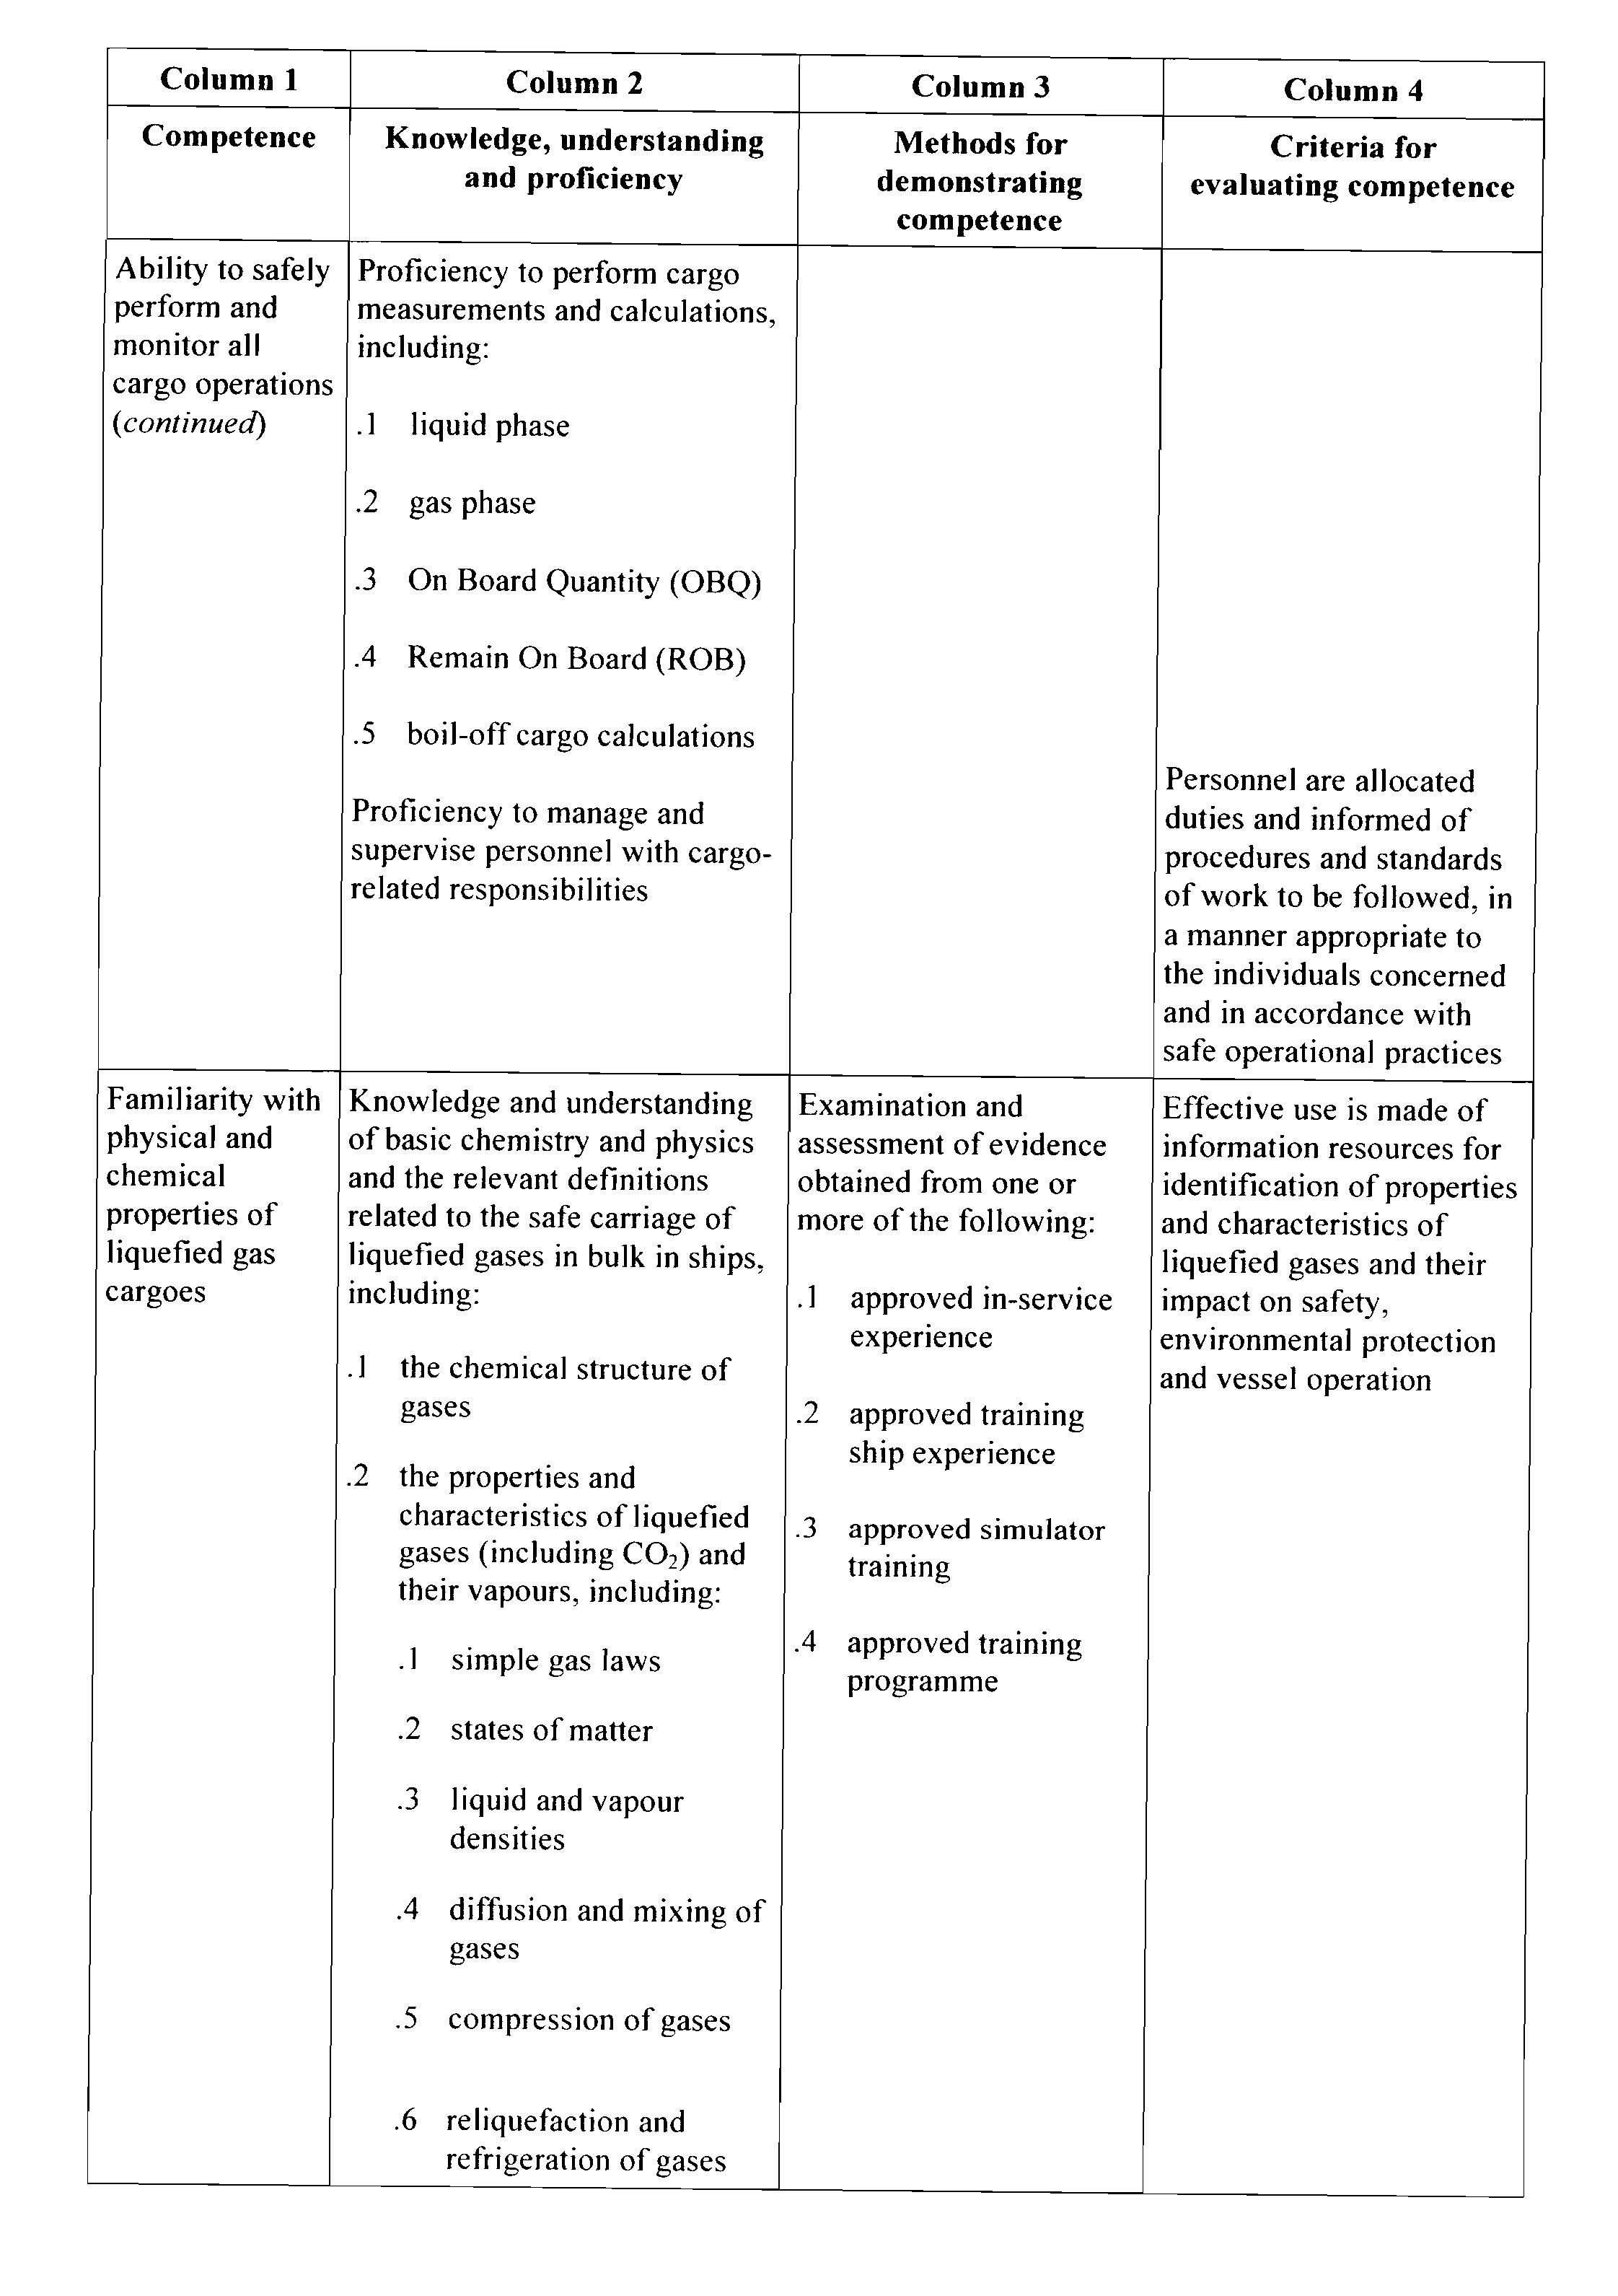 Column 1
Column 2
Column 3
Column 4
Competence
Knowledge, understanding
and proficiency
Methods for
demonstrating
competence
Criteria for
evaluating competence
Ability to safely
perform and
monitor all
cargo operations
(continued)
Proficiency to perform cargo
measurements and calculations,
including:
.1 liquid phase
.2 gas phase
.3 On Board Quantity (OBQ)
.4 Remain On Board (ROB)
.5 boil-off cargo calculations
Proficiency to manage and
supervise personnel with cargo-
related responsibilities
Personnel are allocated
duties and informed of
procedures and standards
of work to be followed, in
a manner appropriate to
the individuals concerned
and in accordance with
safe operational practices
Familiarity with
physical and
chemical
properties of
liquefied gas
cargoes
Knowledge and understanding
of basic chemistry and physics
and the relevant definitions
related to the safe carriage of
liquefied gases in bulk in ships,
including:
.1 the chemical structure of
gases
.2 the properties and
characteristics of liquefied
gases (including CO₂) and
their vapours, including:
.1 simple gas laws
.2 states of matter
.3 liquid and vapour
densities
.4 diffusion and mixing of
gases
.5 compression of gases
.6 reliquefaction and
refrigeration of gases
Examination and
assessment of evidence
obtained from one or
more of the following:
.1 approved in-service
experience
.2 approved training
ship experience
.3 approved simulator
training
.4 approved training
programme
Effective use is made of
information resources for
identification of properties
and characteristics of
liquefied gases and their
impact on safety,
environmental protection
and vessel operation